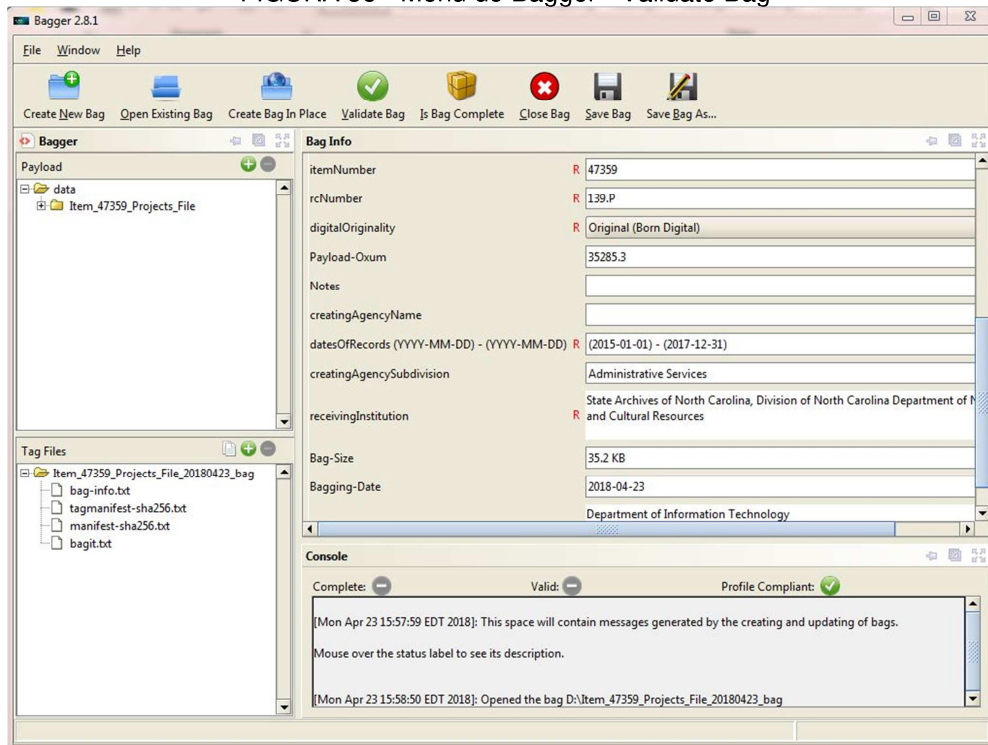 Bagger 2.8.1
File Window Help
Create New Bag Open Existing Bag Create Bag In Place Validate Bag Is Bag Complete Close Bag Save Bag Save Bag As...
Bagger
Payload
data
Item_47359_Projects_File
Tag Files
Item_47359_Projects_File_20180423_bag
bag-info.txt
tagmanifest-sha256.txt
manifest-sha256.txt
bagit.txt
Bag Info
itemNumber R 47359
rcNumber R 139.P
digitalOriginality R Original (Born Digital)
Payload-Oxum 35285.3
Notes
creatingAgencyName
datesOfRecords (YYYY-MM-DD) - (YYYY-MM-DD) R (2015-01-01) - (2017-12-31)
creatingAgencySubdivision Administrative Services
receivingInstitution R State Archives of North Carolina, Division of North Carolina Department of
and Cultural Resources
Bag-Size 35.2 KB
Bagging-Date 2018-04-23
Department of Information Technology
Console
Complete: Valid: Profile Compliant:
[Mon Apr 23 15:57:59 EDT 2018]: This space will contain messages generated by the creating and updating of bags.
Mouse over the status label to see its description.
[Mon Apr 23 15:58:50 EDT 2018]: Opened the bag D:\Item_47359_Projects_File_20180423_bag